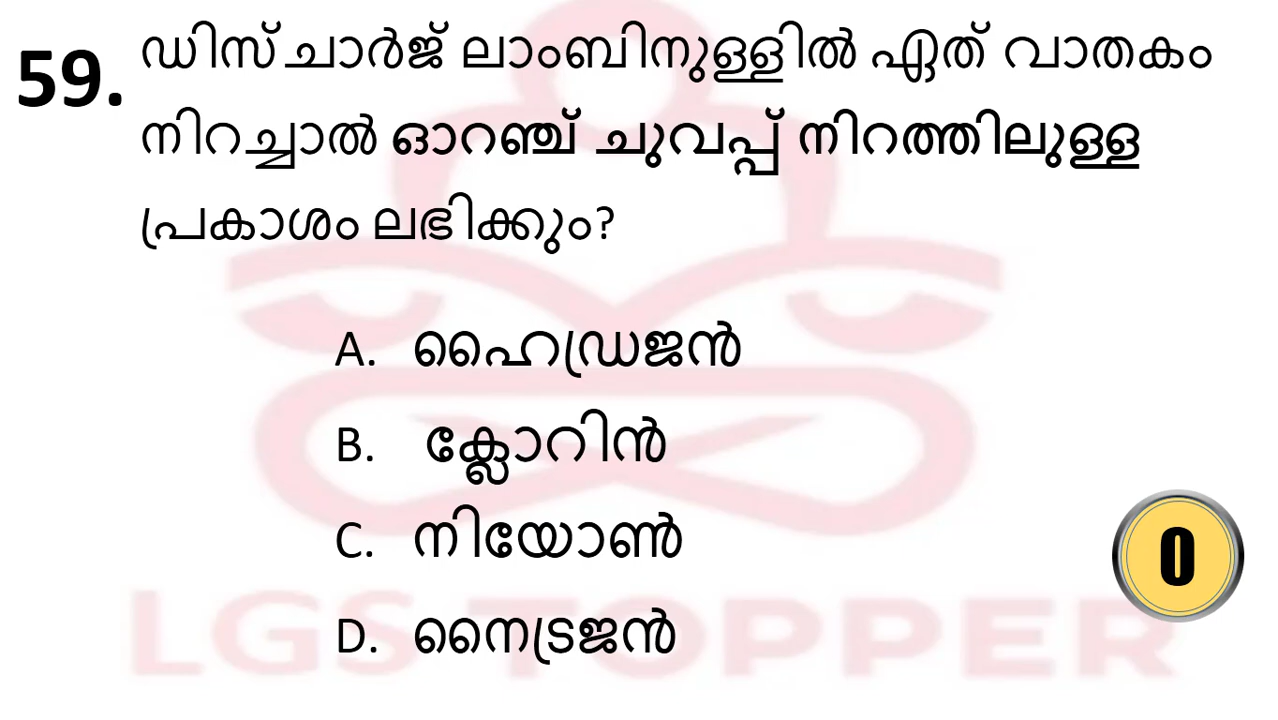 59. ഡിസ്ചാർജ് ലാംബിനുള്ളിൽ ഏത് വാതകം
നിറച്ചാൽ ഓറഞ്ച് ചുവപ്പ് നിറത്തിലുള്ള
പ്രകാശം ലഭിക്കും?
A. ഹൈഡ്രജൻ
B. ക്ലോറിൻ
C. നിയോൺ
D. നൈട്രജൻ
0
LGS TOPPER